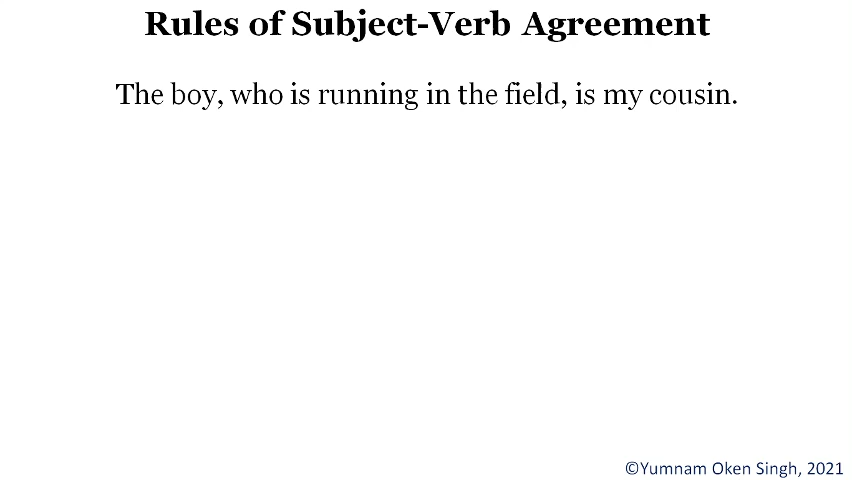 Rules of Subject-Verb Agreement
The boy, who is running in the field, is my cousin.
©Yumnam Oken Singh, 2021